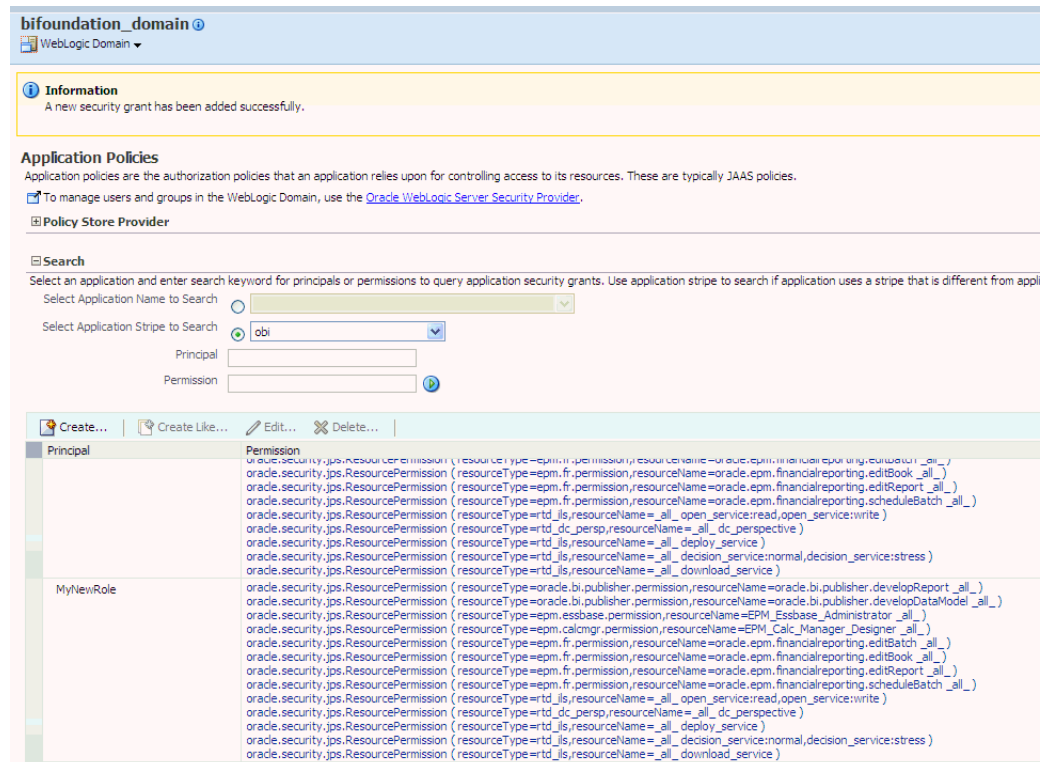 bifoundation_domain
WebLogic Domain
Information
A new security grant has been added successfully.
Application Policies
Application policies are the authorization policies that an application relies upon for controlling access to its resources. These are typically JAAS policies.
To manage users and groups in the WebLogic Domain, use the Oracle WebLogic Server Security Provider.
Policy Store Provider
Search
Select an application and enter search keyword for principals or permissions to query application security grants. Use application stripe to search if application uses a stripe that is different from appli
Select Application Name to Search
Select Application Stripe to Search obi
Principal
Permission
Create... Create Like... Edit... Delete...
Principal Permission
oracle.security.jps.ResourcePermission ( resourceType=epm.fr.permission,resourceName=oracle.epm.financialreporting.editBatch _all_ )
oracle.security.jps.ResourcePermission ( resourceType=epm.fr.permission,resourceName=oracle.epm.financialreporting.editBook _all_ )
oracle.security.jps.ResourcePermission ( resourceType=epm.fr.permission,resourceName=oracle.epm.financialreporting.editReport _all_ )
oracle.security.jps.ResourcePermission ( resourceType=epm.fr.permission,resourceName=oracle.epm.financialreporting.scheduleBatch _all_ )
oracle.security.jps.ResourcePermission ( resourceType=rtd_ils,resourceName=_all_ open_service:read,open_service:write )
oracle.security.jps.ResourcePermission ( resourceType=rtd_dc_persp,resourceName=_all_ dc_perspective )
oracle.security.jps.ResourcePermission ( resourceType=rtd_ils,resourceName=_all_ deploy_service )
oracle.security.jps.ResourcePermission ( resourceType=rtd_ils,resourceName=_all_ decision_service:normal,decision_service:stress )
oracle.security.jps.ResourcePermission ( resourceType=rtd_ils,resourceName=_all_ download_service )
MyNewRole oracle.security.jps.ResourcePermission ( resourceType=oracle.bi.publisher.permission,resourceName=oracle.bi.publisher.developReport _all_ )
oracle.security.jps.ResourcePermission ( resourceType=oracle.bi.publisher.permission,resourceName=oracle.bi.publisher.developDataModel _all_ )
oracle.security.jps.ResourcePermission ( resourceType=epm.essbase.permission,resourceName=EPM_Essbase_Administrator _all_ )
oracle.security.jps.ResourcePermission ( resourceType=epm.calcmgr.permission,resourceName=EPM_Calc_Manager_Designer _all_ )
oracle.security.jps.ResourcePermission ( resourceType=epm.fr.permission,resourceName=oracle.epm.financialreporting.editBatch _all_ )
oracle.security.jps.ResourcePermission ( resourceType=epm.fr.permission,resourceName=oracle.epm.financialreporting.editBook _all_ )
oracle.security.jps.ResourcePermission ( resourceType=epm.fr.permission,resourceName=oracle.epm.financialreporting.editReport _all_ )
oracle.security.jps.ResourcePermission ( resourceType=epm.fr.permission,resourceName=oracle.epm.financialreporting.scheduleBatch _all_ )
oracle.security.jps.ResourcePermission ( resourceType=rtd_ils,resourceName=_all_ open_service:read,open_service:write )
oracle.security.jps.ResourcePermission ( resourceType=rtd_dc_persp,resourceName=_all_ dc_perspective )
oracle.security.jps.ResourcePermission ( resourceType=rtd_ils,resourceName=_all_ deploy_service )
oracle.security.jps.ResourcePermission ( resourceType=rtd_ils,resourceName=_all_ decision_service:normal,decision_service:stress )
oracle.security.jps.ResourcePermission ( resourceType=rtd_ils,resourceName=_all_ download_service )